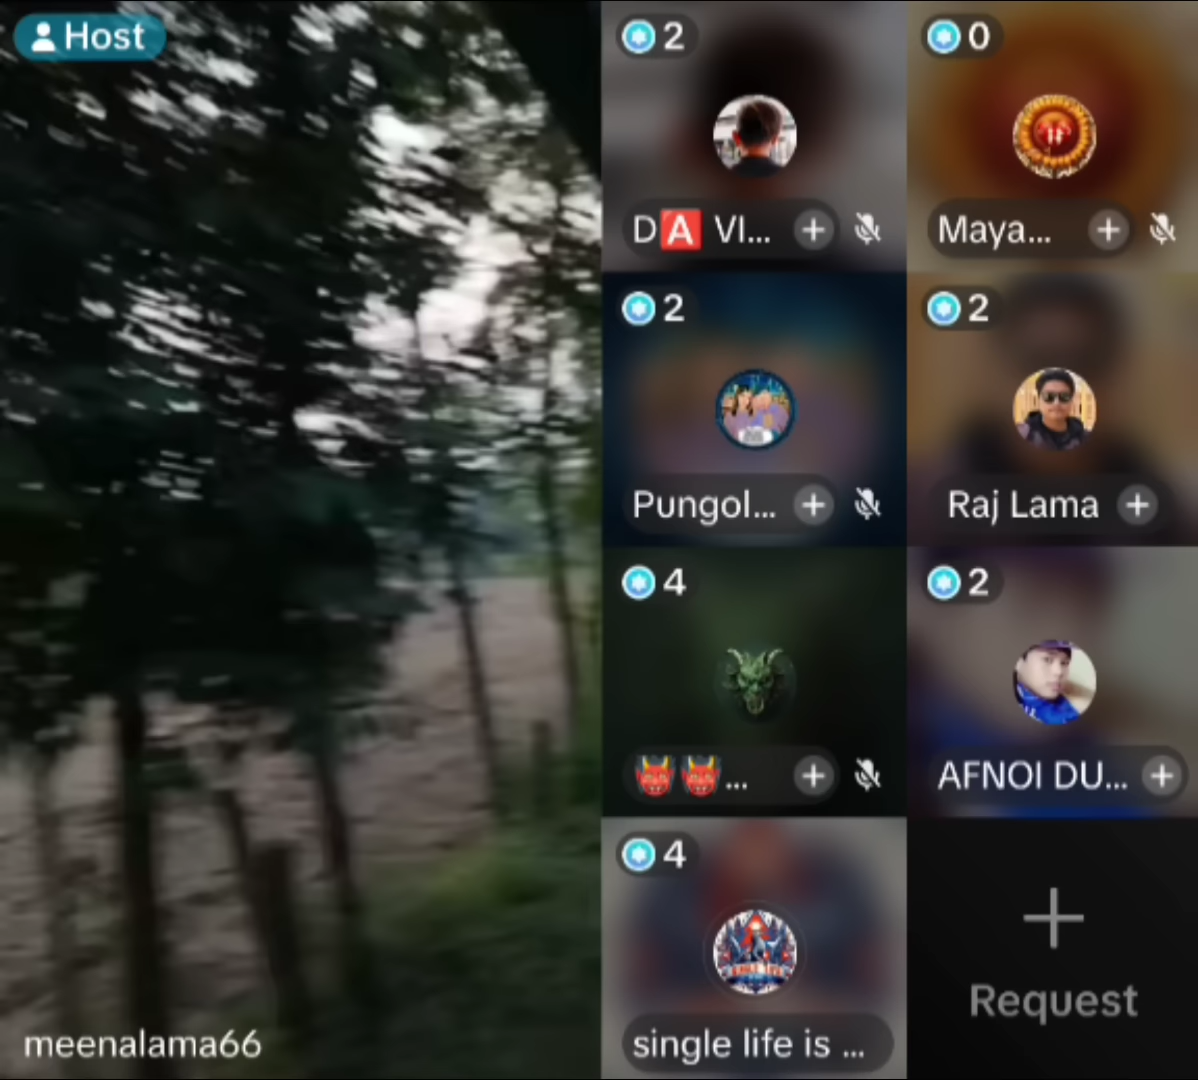 Host
meenalama66
2
D🅰 VI...
0
Maya...
2
Pungol...
2
Raj Lama
4
👹👹...
2
AFNOI DU...
4
single life is ...
Request